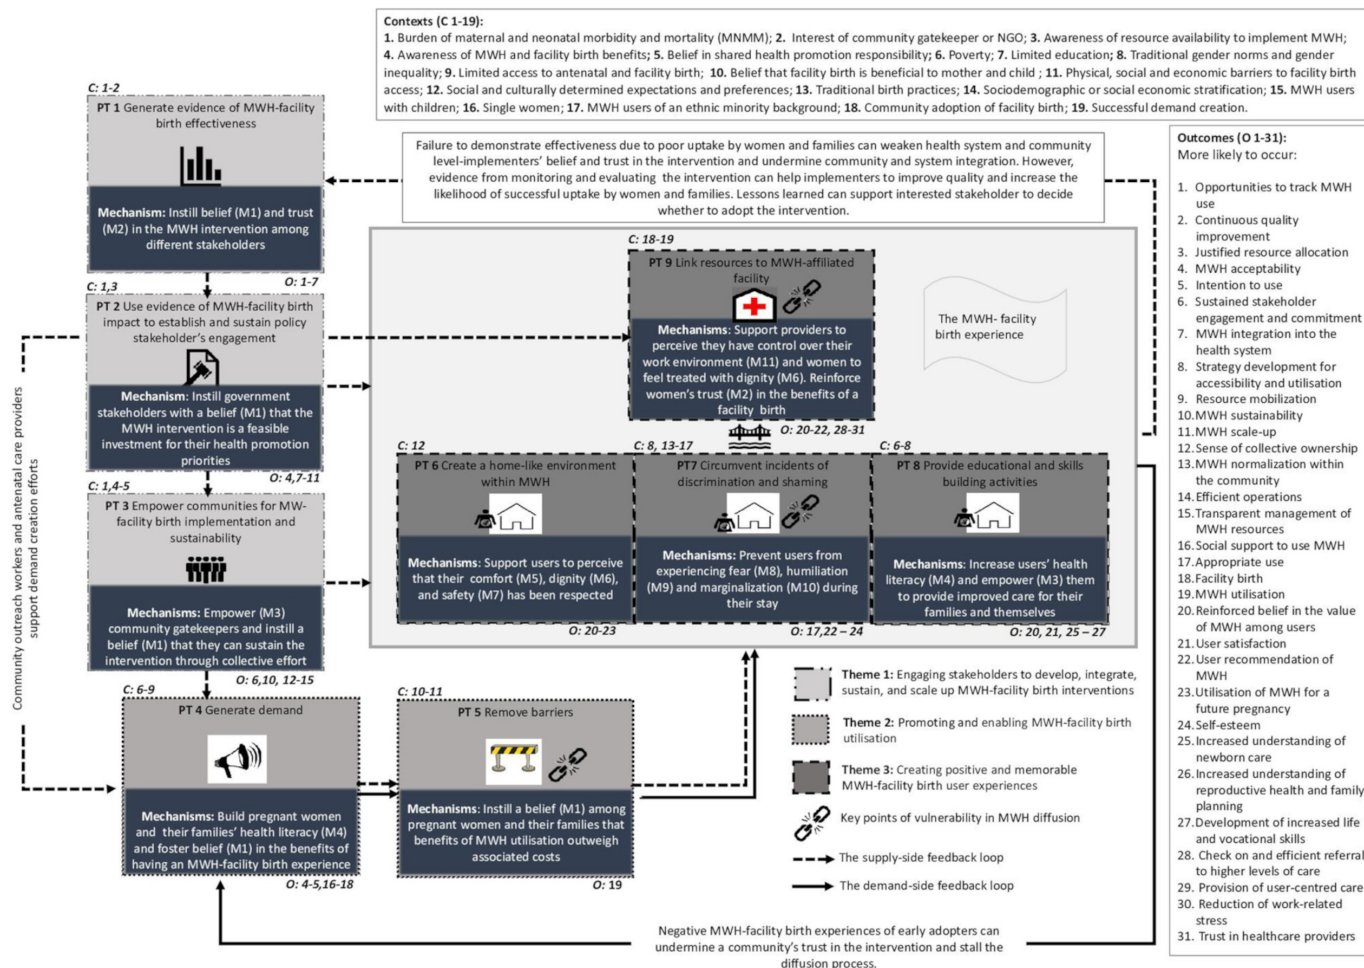 Contexts (C 1-19):
1. Burden of maternal and neonatal morbidity and mortality (MNMM); 2. Interest of community gatekeeper or NGO; 3. Awareness of resource availability to implement MWH;
4. Awareness of MWH and facility birth benefits; 5. Belief in shared health promotion responsibility; 6. Poverty; 7. Limited education; 8. Traditional gender norms and gender
inequality; 9. Limited access to antenatal and facility birth; 10. Belief that facility birth is beneficial to mother and child ; 11. Physical, social and economic barriers to facility birth
access; 12. Social and culturally determined expectations and preferences; 13. Traditional birth practices; 14. Sociodemographic or social economic stratification; 15. MWH users
with children; 16. Single women; 17. MWH users of an ethnic minority background; 18. Community adoption of facility birth; 19. Successful demand creation.
C: 1-2
PT 1 Generate evidence of MWH-facility
birth effectiveness
Mechanism: Instill belief (M1) and trust
(M2) in the MWH intervention among
different stakeholders
O: 1-7
Failure to demonstrate effectiveness due to poor uptake by women and families can weaken health system and community
level-implementers' belief and trust in the intervention and undermine community and system integration. However,
evidence from monitoring and evaluating the intervention can help implementers to improve quality and increase the
likelihood of successful uptake by women and families. Lessons learned can support interested stakeholder to decide
whether to adopt the intervention.
C: 1,3
PT 2 Use evidence of MWH-facility birth
impact to establish and sustain policy
stakeholder's engagement
Mechanism: Instill government
stakeholders with a belief (M1) that the
MWH intervention is a feasible
investment for their health promotion
priorities
O: 4,7-11
C: 1,4-5
PT 3 Empower communities for MW-
facility birth implementation and
sustainability
Mechanisms: Empower (M3)
community gatekeepers and instill a
belief (M1) that they can sustain the
intervention through collective effort
O: 6,10, 12-15
Community outreach workers and antenatal care providers
support demand creation efforts
C: 6-9
PT 4 Generate demand
Mechanisms: Build pregnant women
and their families' health literacy (M4)
and foster belief (M1) in the benefits of
having an MWH-facility birth experience
O: 4-5,16-18
C: 10-11
PT 5 Remove barriers
Mechanisms: Instill a belief (M1) among
pregnant women and their families that
benefits of MWH utilisation outweigh
associated costs
O: 19
C: 18-19
PT 9 Link resources to MWH-affiliated
facility
Mechanisms: Support providers to
perceive they have control over their
work environment (M11) and women to
feel treated with dignity (M6). Reinforce
women's trust (M2) in the benefits of a
facility birth
O: 20-22, 28-31
The MWH- facility
birth experience
C: 12
PT 6 Create a home-like environment
within MWH
Mechanisms: Support users to perceive
that their comfort (M5), dignity (M6),
and safety (M7) has been respected
O: 20-23
C: 8, 13-17
PT7 Circumvent incidents of
discrimination and shaming
Mechanisms: Prevent users from
experiencing fear (M8), humiliation
(M9) and marginalization (M10) during
their stay
O: 17,22 – 24
C: 6-8
PT 8 Provide educational and skills
building activities
Mechanisms: Increase users' health
literacy (M4) and empower (M3) them
to provide improved care for their
families and themselves
O: 20, 21, 25 – 27
Theme 1: Engaging stakeholders to develop, integrate,
sustain, and scale up MWH-facility birth interventions
Theme 2: Promoting and enabling MWH-facility birth
utilisation
Theme 3: Creating positive and memorable
MWH-facility birth user experiences
Key points of vulnerability in MWH diffusion
The supply-side feedback loop
The demand-side feedback loop
Negative MWH-facility birth experiences of early adopters can
undermine a community's trust in the intervention and stall the
diffusion process.
Outcomes (O 1-31):
More likely to occur:
1. Opportunities to track MWH
use
2. Continuous quality
improvement
3. Justified resource allocation
4. MWH acceptability
5. Intention to use
6. Sustained stakeholder
engagement and commitment
7. MWH integration into the
health system
8. Strategy development for
accessibility and utilisation
9. Resource mobilization
10. MWH sustainability
11. MWH scale-up
12. Sense of collective ownership
13. MWH normalization within
the community
14. Efficient operations
15. Transparent management of
MWH resources
16. Social support to use MWH
17. Appropriate use
18. Facility birth
19. MWH utilisation
20. Reinforced belief in the value
of MWH among users
21. User satisfaction
22. User recommendation of
MWH
23. Utilisation of MWH for a
future pregnancy
24. Self-esteem
25. Increased understanding of
newborn care
26. Increased understanding of
reproductive health and family
planning
27. Development of increased life
and vocational skills
28. Check on and efficient referral
to higher levels of care
29. Provision of user-centred care
30. Reduction of work-related
stress
31. Trust in healthcare providers